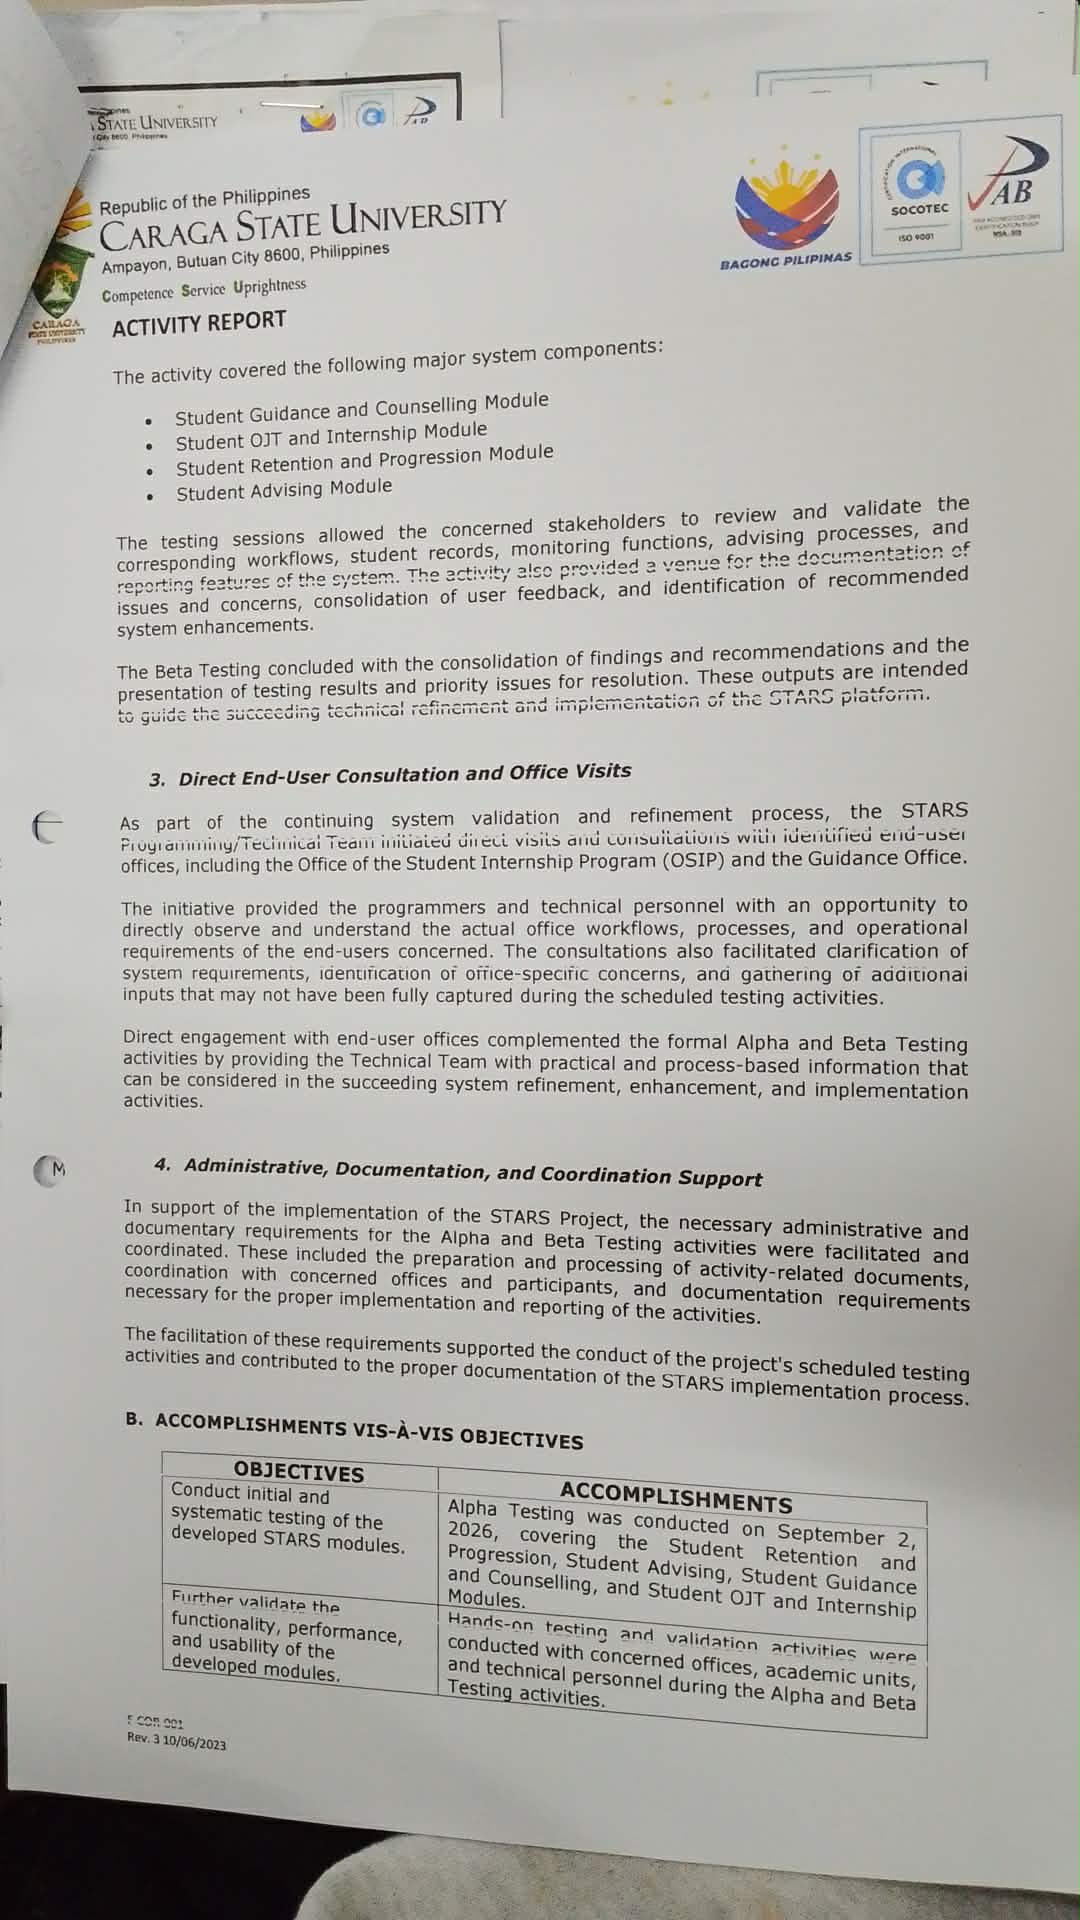 STATE UNIVERSITY
Republic of the Philippines
CARAGA STATE UNIVERSITY
Ampayon, Butuan City 8600, Philippines
Competence Service Uprightness
CARAGA
STATE UNIVERSITY
PHILIPPINES
BAGONG PILIPINAS
SOCOTEC
ISO 9001
PAB
ACTIVITY REPORT
The activity covered the following major system components:
• Student Guidance and Counselling Module
• Student OJT and Internship Module
• Student Retention and Progression Module
• Student Advising Module
The testing sessions allowed the concerned stakeholders to review and validate the
corresponding workflows, student records, monitoring functions, advising processes, and
reporting features of the system. The activity also provided a venue for the documentation of
issues and concerns, consolidation of user feedback, and identification of recommended
system enhancements.
The Beta Testing concluded with the consolidation of findings and recommendations and the
presentation of testing results and priority issues for resolution. These outputs are intended
to guide the succeeding technical refinement and implementation of the STARS platform.
3. Direct End-User Consultation and Office Visits
As part of the continuing system validation and refinement process, the STARS
Programming/Technical Team initiated direct visits and consultations with identified end-user
offices, including the Office of the Student Internship Program (OSIP) and the Guidance Office.
The initiative provided the programmers and technical personnel with an opportunity to
directly observe and understand the actual office workflows, processes, and operational
requirements of the end-users concerned. The consultations also facilitated clarification of
system requirements, identification of office-specific concerns, and gathering of additional
inputs that may not have been fully captured during the scheduled testing activities.
Direct engagement with end-user offices complemented the formal Alpha and Beta Testing
activities by providing the Technical Team with practical and process-based information that
can be considered in the succeeding system refinement, enhancement, and implementation
activities.
M
4. Administrative, Documentation, and Coordination Support
In support of the implementation of the STARS Project, the necessary administrative and
documentary requirements for the Alpha and Beta Testing activities were facilitated and
coordinated. These included the preparation and processing of activity-related documents,
coordination with concerned offices and participants, and documentation requirements
necessary for the proper implementation and reporting of the activities.
The facilitation of these requirements supported the conduct of the project's scheduled testing
activities and contributed to the proper documentation of the STARS implementation process.
B. ACCOMPLISHMENTS VIS-À-VIS OBJECTIVES
OBJECTIVES
ACCOMPLISHMENTS
Conduct initial and
systematic testing of the
developed STARS modules.
Alpha Testing was conducted on September 2,
2026, covering the Student Retention and
Progression, Student Advising, Student Guidance
and Counselling, and Student OJT and Internship
Modules.
Further validate the
functionality, performance,
and usability of the
developed modules.
Hands-on testing and validation activities were
conducted with concerned offices, academic units,
and technical personnel during the Alpha and Beta
Testing activities.
F COR 001
Rev. 3 10/06/2023